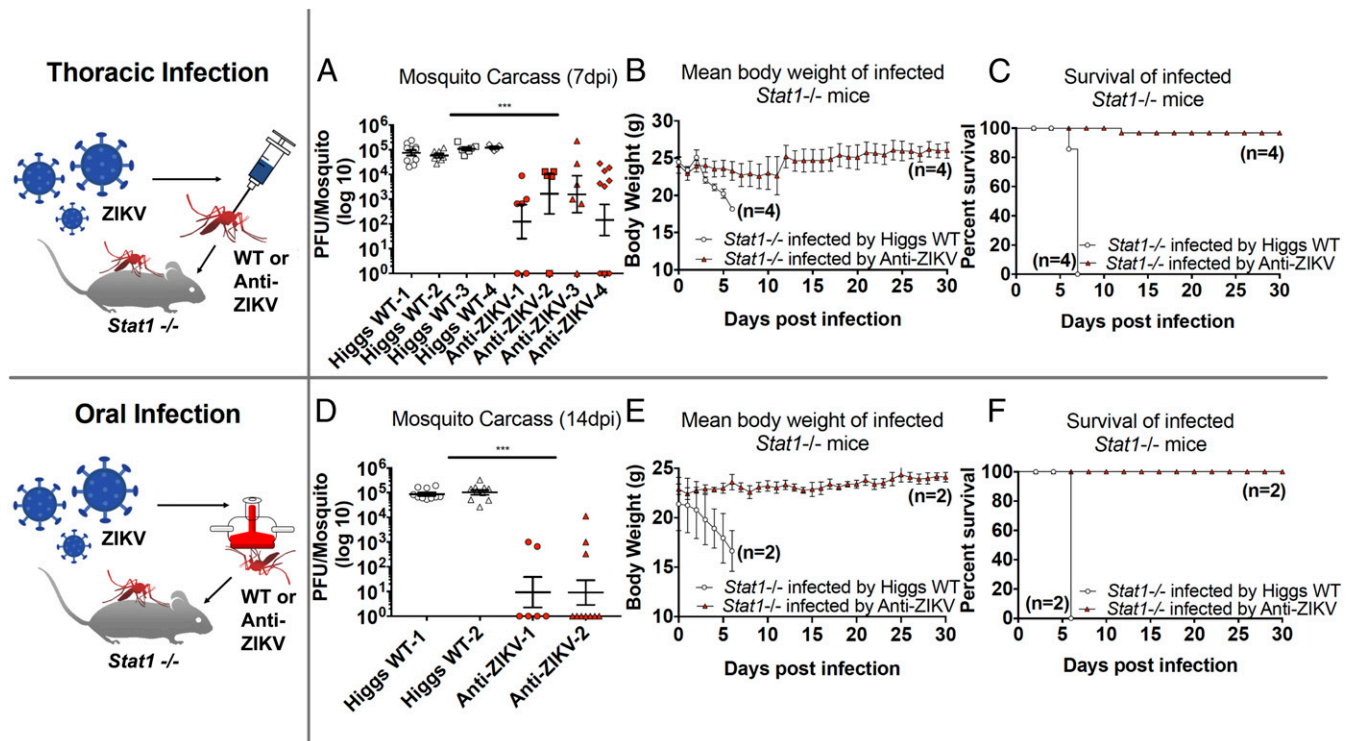 Thoracic Infection
ZIKV
WT or
Anti-
ZIKV
Stat1 -/-
A
Mosquito Carcass (7dpi)
***
PFU/Mosquito
(log 10)
10^6
10^5
10^4
10^3
10^2
10^1
10^0
Higgs WT-1
Higgs WT-2
Higgs WT-3
Higgs WT-4
Anti-ZIKV-1
Anti-ZIKV-2
Anti-ZIKV-3
Anti-ZIKV-4
B
Mean body weight of infected
Stat1-/- mice
Body Weight (g)
30
25
20
15
10
(n=4)
(n=4)
Stat1-/- infected by Higgs WT
Stat1-/- infected by Anti-ZIKV
0 5 10 15 20 25 30
Days post infection
C
Survival of infected
Stat1-/- mice
Percent survival
100
80
60
40
20
0
(n=4)
(n=4)
Stat1-/- infected by Higgs WT
Stat1-/- infected by Anti-ZIKV
0 5 10 15 20 25 30
Days post infection
Oral Infection
ZIKV
WT or
Anti-
ZIKV
Stat1 -/-
D
Mosquito Carcass (14dpi)
***
PFU/Mosquito
(log 10)
10^6
10^5
10^4
10^3
10^2
10^1
10^0
Higgs WT-1
Higgs WT-2
Anti-ZIKV-1
Anti-ZIKV-2
E
Mean body weight of infected
Stat1-/- mice
Body Weight (g)
25
22
19
16
13
10
(n=2)
(n=2)
Stat1-/- infected by Higgs WT
Stat1-/- infected by Anti-ZIKV
0 5 10 15 20 25 30
Days post infection
F
Survival of infected
Stat1-/- mice
Percent survival
100
80
60
40
20
0
(n=2)
(n=2)
Stat1-/- infected by Higgs WT
Stat1-/- infected by Anti-ZIKV
0 5 10 15 20 25 30
Days post infection